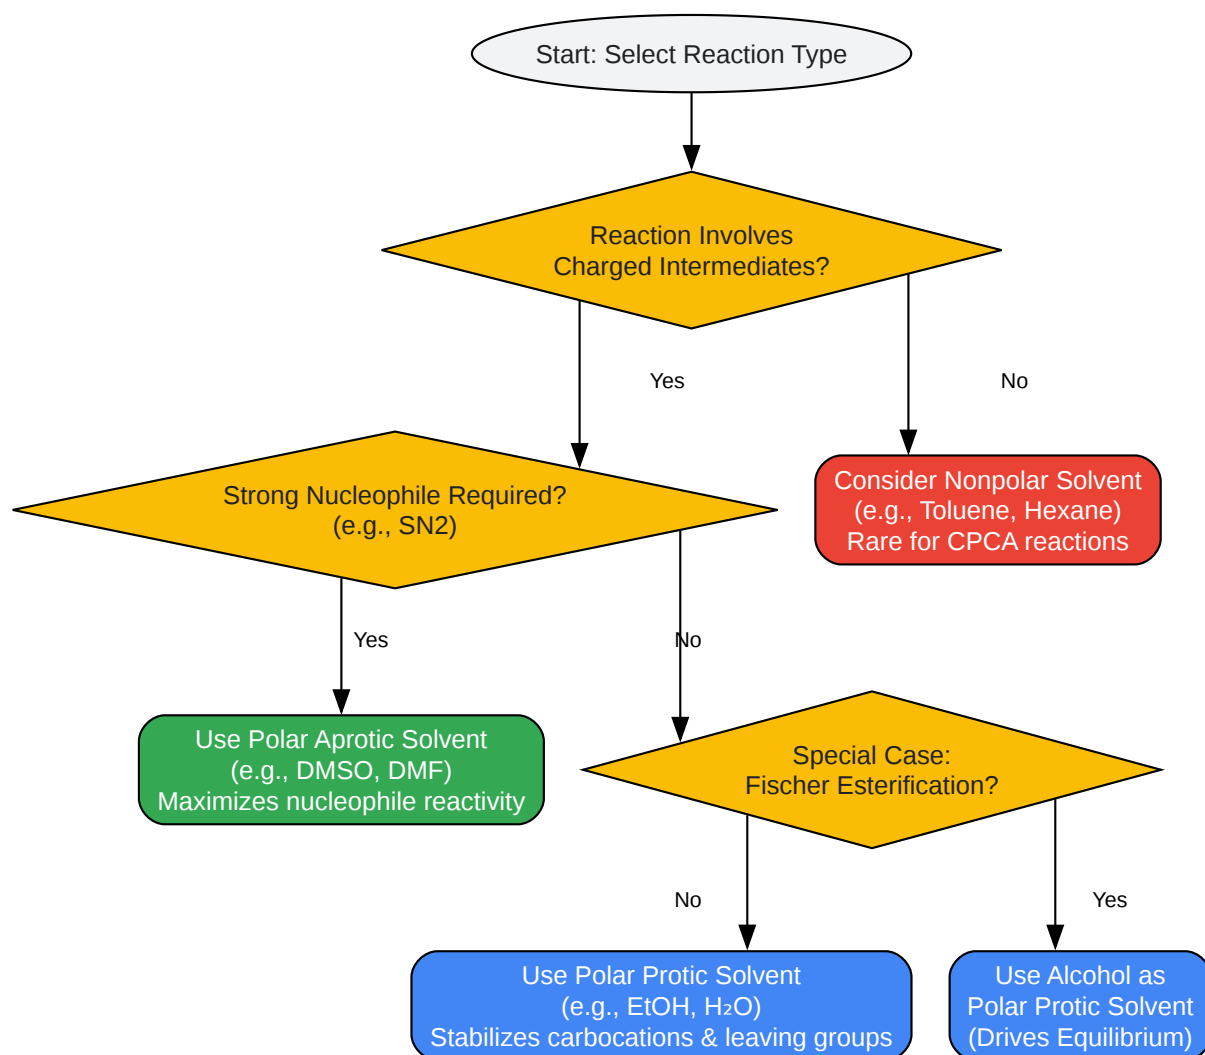 Start: Select Reaction Type
Reaction Involves
Charged Intermediates?
Yes
No
Strong Nucleophile Required?
(e.g., SN2)
Consider Nonpolar Solvent
(e.g., Toluene, Hexane)
Rare for CPCA reactions
Yes
No
Use Polar Aprotic Solvent
(e.g., DMSO, DMF)
Maximizes nucleophile reactivity
Special Case:
Fischer Esterification?
No
Yes
Use Polar Protic Solvent
(e.g., EtOH, H₂O)
Stabilizes carbocations & leaving groups
Use Alcohol as
Polar Protic Solvent
(Drives Equilibrium)